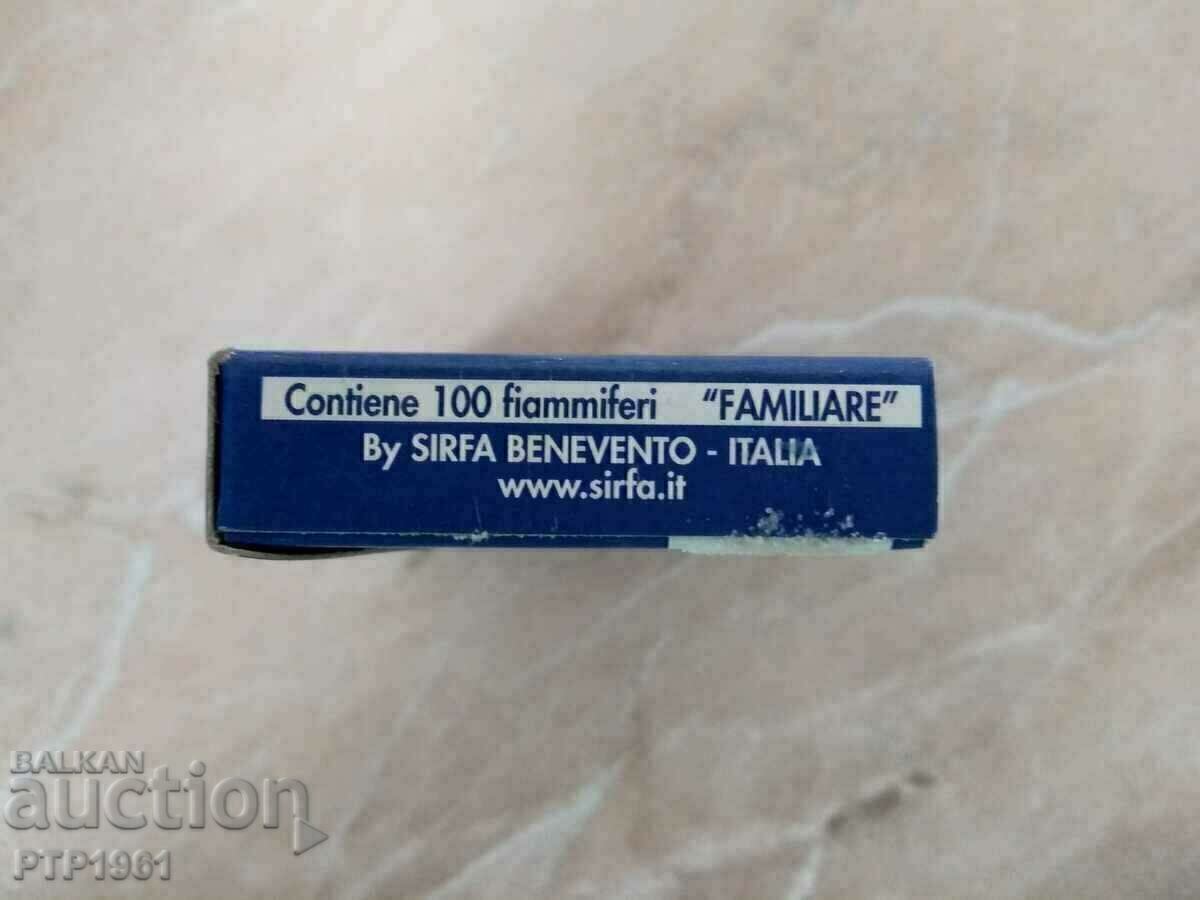 Contiene 100 fiammiferi "FAMILIARE"
By SIRFA BENEVENTO - ITALIA
www.sirfa.it
BALKAN
auction
PTP1961